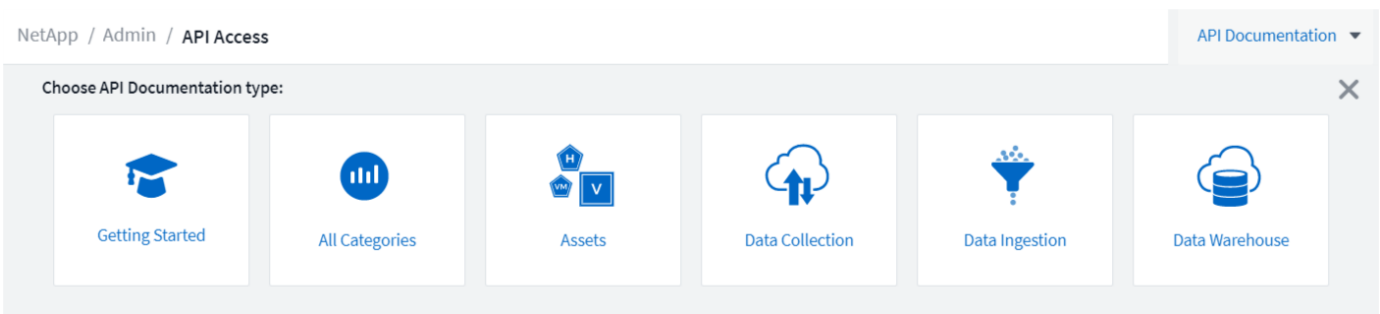 NetApp / Admin / API Access
API Documentation
Choose API Documentation type:
H
VM
V
Getting Started
All Categories
Assets
Data Collection
Data Ingestion
Data Warehouse